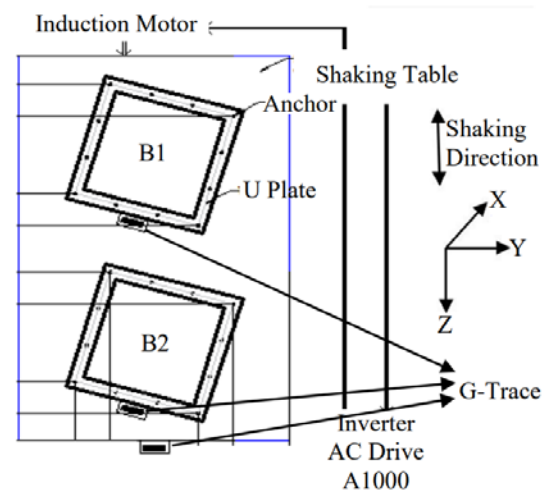 Induction Motor
Shaking Table
Anchor
B1
Shaking
Direction
U Plate
X
Y
Z
B2
G-Trace
Inverter
AC Drive
A1000